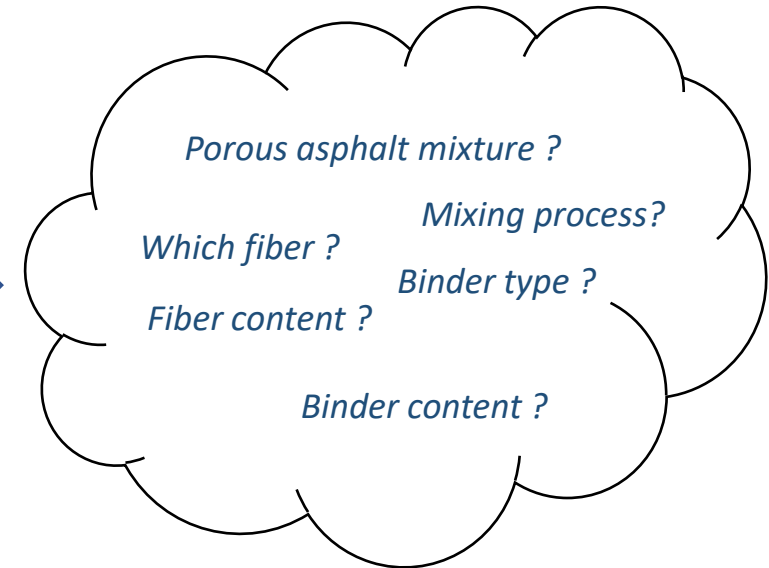 Porous asphalt mixture ?
Mixing process?
Which fiber ?
Binder type ?
Fiber content ?
Binder content ?